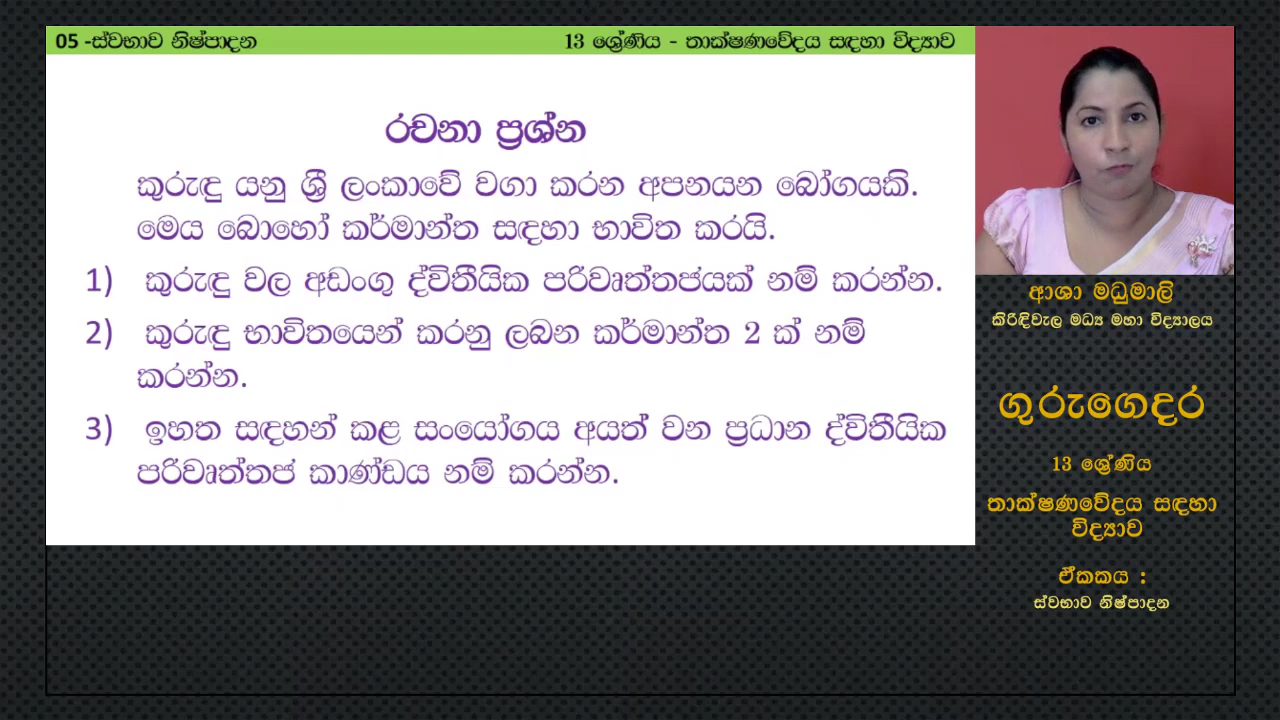 05 -ස්වභාව නිෂ්පාදන
13 ශ්‍රේණිය - තාක්ෂණවේදය සඳහා විද්‍යාව
රචනා ප්‍රශ්න
කුරුඳු යනු ශ්‍රී ලංකාවේ වගා කරන අපනයන බෝගයකි.
මෙය බොහෝ කර්මාන්ත සඳහා භාවිත කරයි.
1) කුරුඳු වල අඩංගු ද්විතීයික පරිවෘත්තජයක් නම් කරන්න.
2) කුරුඳු භාවිතයෙන් කරනු ලබන කර්මාන්ත 2 ක් නම්
කරන්න.
3) ඉහත සඳහන් කළ සංයෝගය අයත් වන ප්‍රධාන ද්විතීයික
පරිවෘත්තජ කාණ්ඩය නම් කරන්න.
ආශා මධුමාලි
කිරිඳිවැල මධ්‍ය මහා විද්‍යාලය
ගුරුගෙදර
13 ශ්‍රේණිය
තාක්ෂණවේදය සඳහා
විද්‍යාව
ඒකකය :
ස්වභාව නිෂ්පාදන